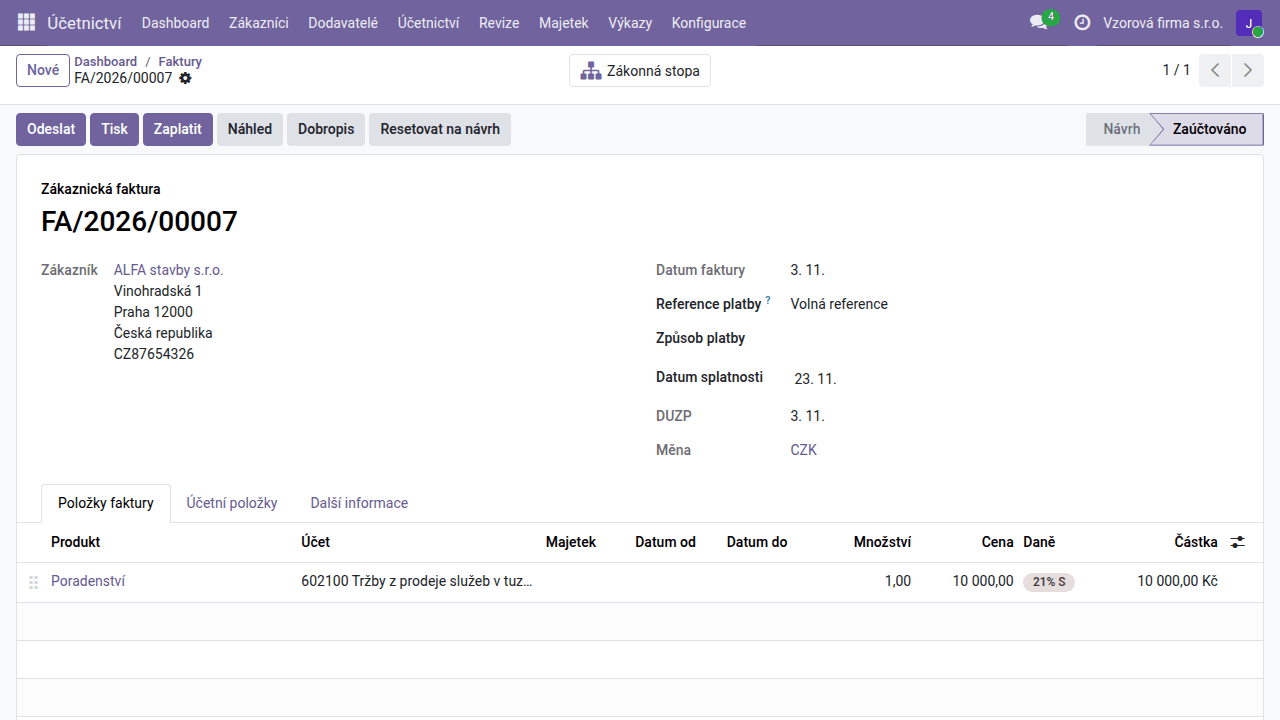 Účetnictví Dashboard Zákazníci Dodavatelé Účetnictví Revize Majetek Výkazy Konfigurace 4 Vzorová firma s.r.o. J
Nové Dashboard / Faktury
FA/2026/00007
Zákonná stopa
1 / 1
Odeslat Tisk Zaplatit Náhled Dobropis Resetovat na návrh Návrh Zaúčtováno
Zákaznická faktura
FA/2026/00007
Zákazník ALFA stavby s.r.o.
Vinohradská 1
Praha 12000
Česká republika
CZ87654326
Datum faktury 3. 11.
Reference platby ? Volná reference
Způsob platby
Datum splatnosti 23. 11.
DUZP 3. 11.
Měna CZK
Položky faktury Účetní položky Další informace
Produkt Účet Majetek Datum od Datum do Množství Cena Daně Částka
Poradenství 602100 Tržby z prodeje služeb v tuz... 1,00 10 000,00 21% S 10 000,00 Kč